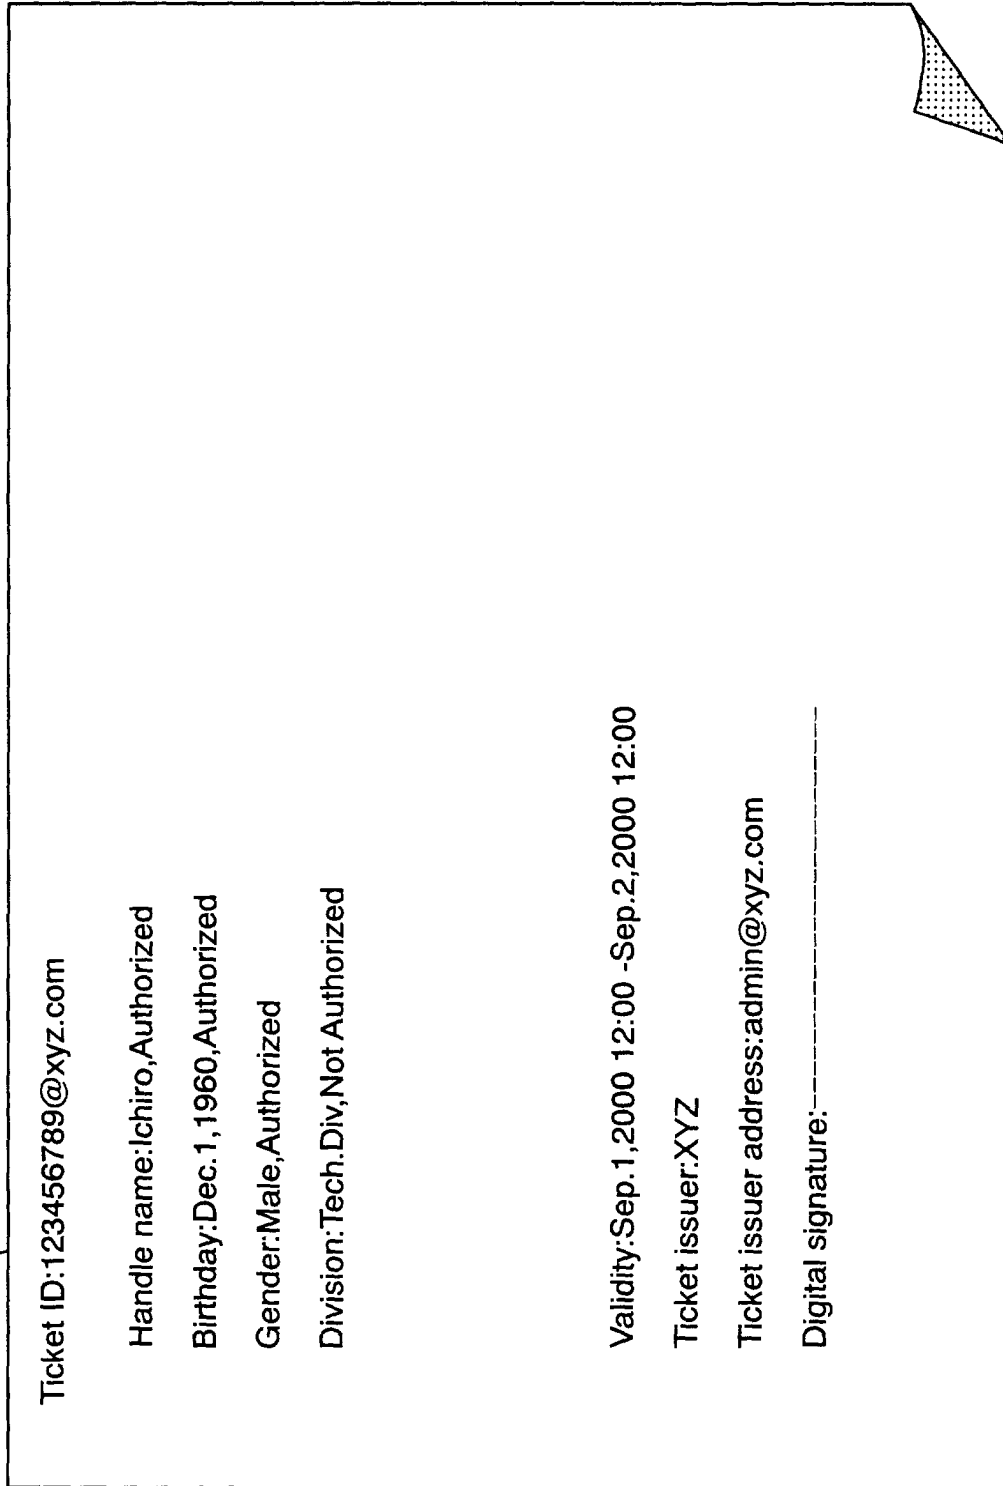 Ticket ID:123456789@xyz.com
Handle name:Ichiro,Authorized
Birthday:Dec.1,1960,Authorized
Gender:Male,Authorized
Division:Tech.Div,Not Authorized
Validity:Sep.1,2000 12:00 -Sep.2,2000 12:00
Ticket issuer:XYZ
Ticket issuer address:admin@xyz.com
Digital signature:--------------------------------